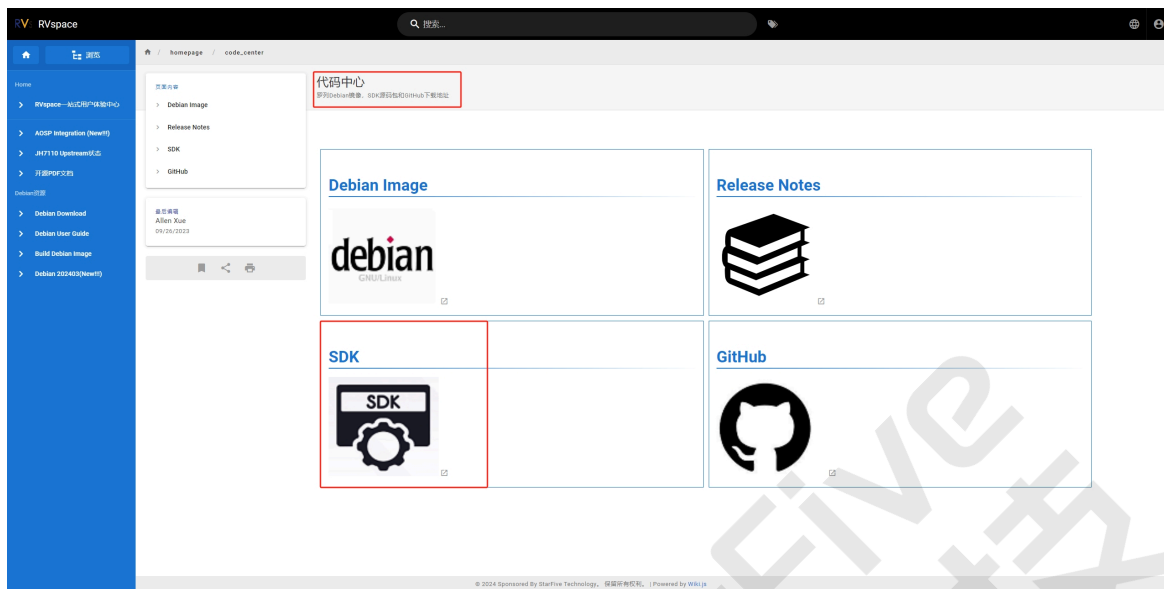 RV RVspace
搜索...
浏览
/ homepage / code_center
Home
RVspace一站式用户体验中心
AOSP Integration (New!!!)
JH7110 Upstream状态
开源PDF文档
Debian资源
Debian Download
Debian User Guide
Build Debian Image
Debian 202403(New!!!)
页面内容
Debian Image
Release Notes
SDK
GitHub
最后编辑
Allen Xue
09/26/2023
代码中心
罗列Debian镜像、SDK源码包和GitHub下载地址
Debian Image
debian
GNU/Linux
Release Notes
SDK
SDK
GitHub
© 2024 Sponsored By StarFive Technology。 保留所有权利。 | Powered by Wiki.js